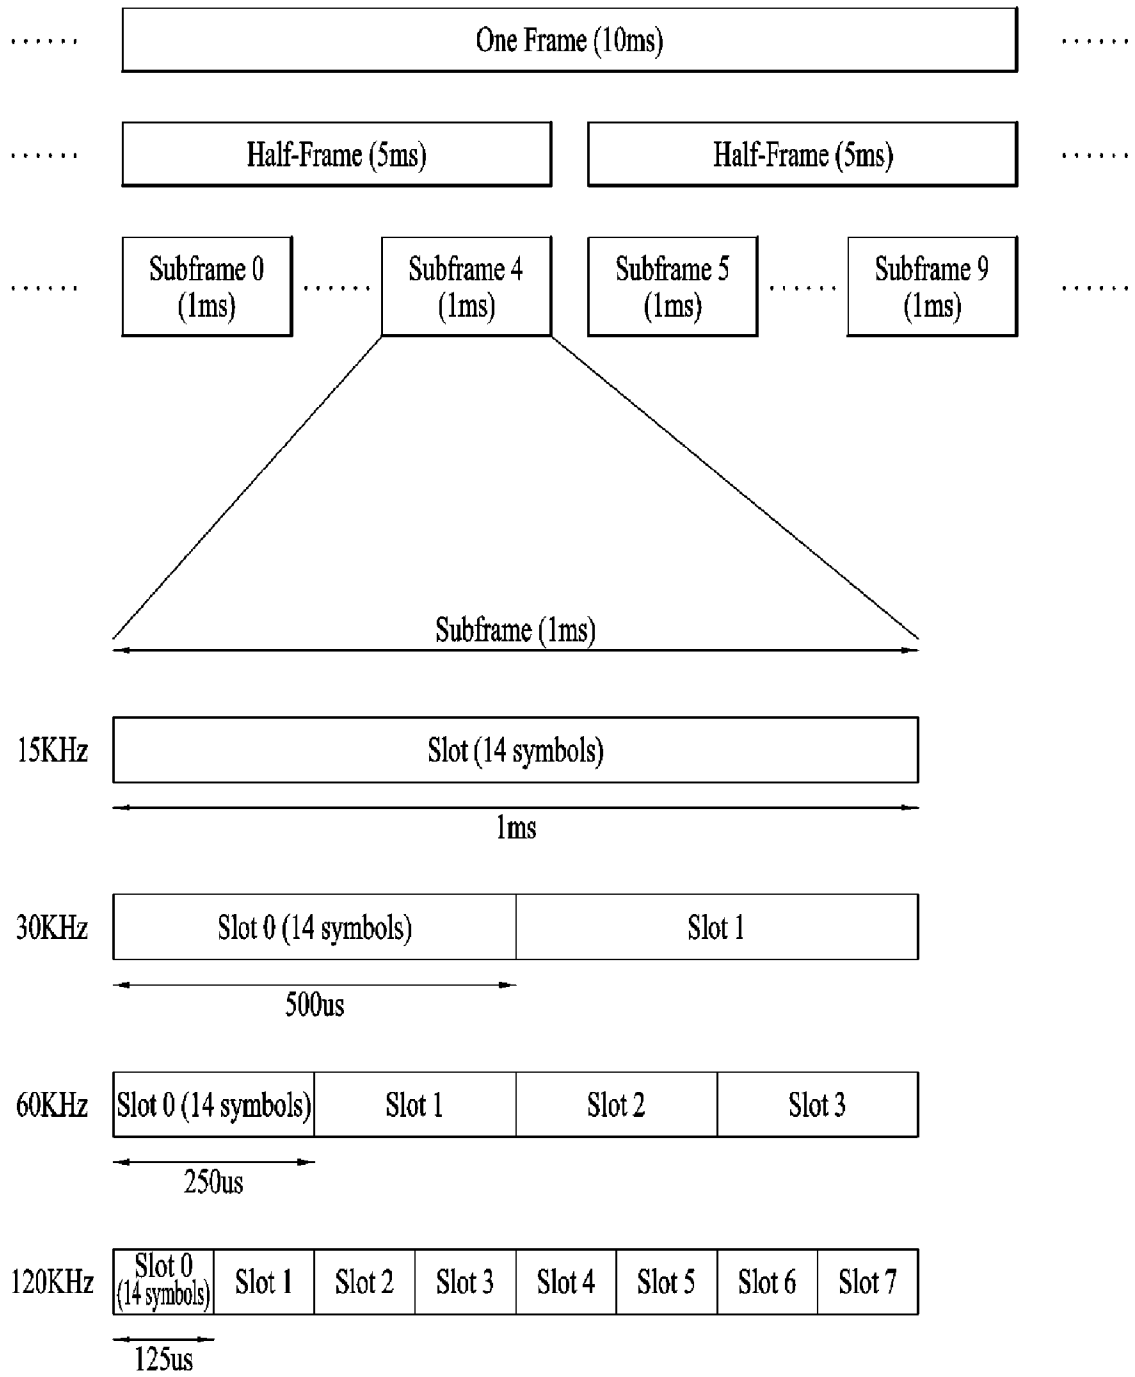 ...... One Frame (10ms) ......
...... Half-Frame (5ms) Half-Frame (5ms) ......
Subframe 0 Subframe 4 Subframe 5 Subframe 9
...... (1ms) ...... (1ms) (1ms) ...... (1ms) ......
Subframe (1ms)
15KHz Slot (14 symbols)
1ms
30KHz Slot 0 (14 symbols) Slot 1
500us
60KHz Slot 0 (14 symbols) Slot 1 Slot 2 Slot 3
250us
120KHz Slot 0 (14 symbols) Slot 1 Slot 2 Slot 3 Slot 4 Slot 5 Slot 6 Slot 7
125us